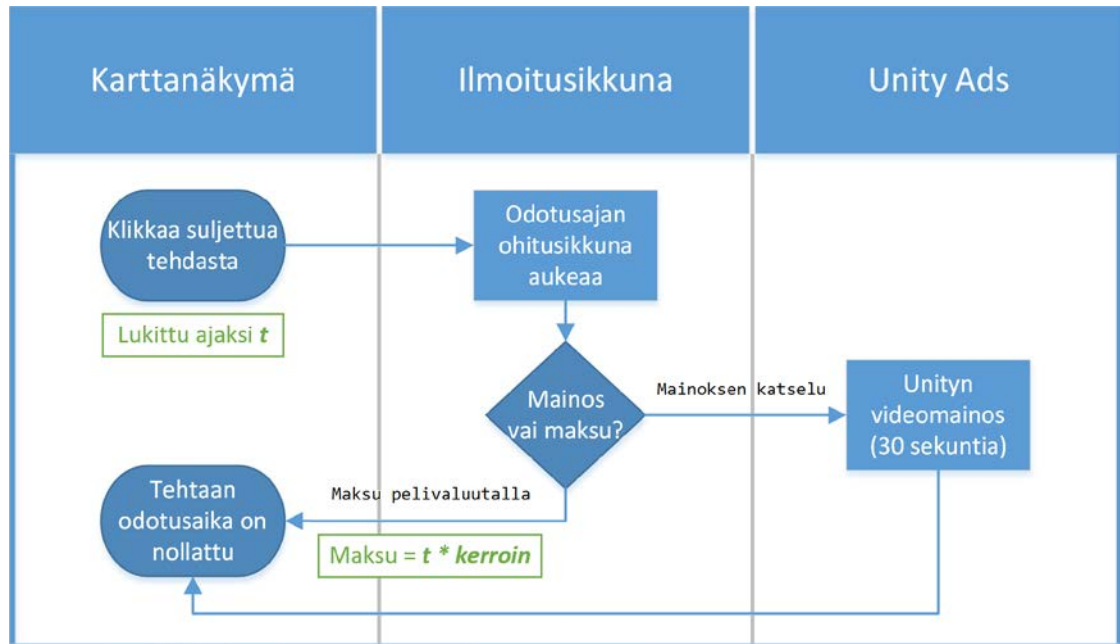 Karttanäkymä
Ilmoitusikkuna
Unity Ads
Klikkaa suljettua
tehdasta
Lukittu ajaksi t
Odotusajan
ohitusikkuna
aukeaa
Mainos
vai maksu?
Mainoksen katselu
Unityn
videomainos
(30 sekuntia)
Maksu pelivaluutalla
Maksu = t * kerroin
Tehtaan
odotusaika on
nollattu